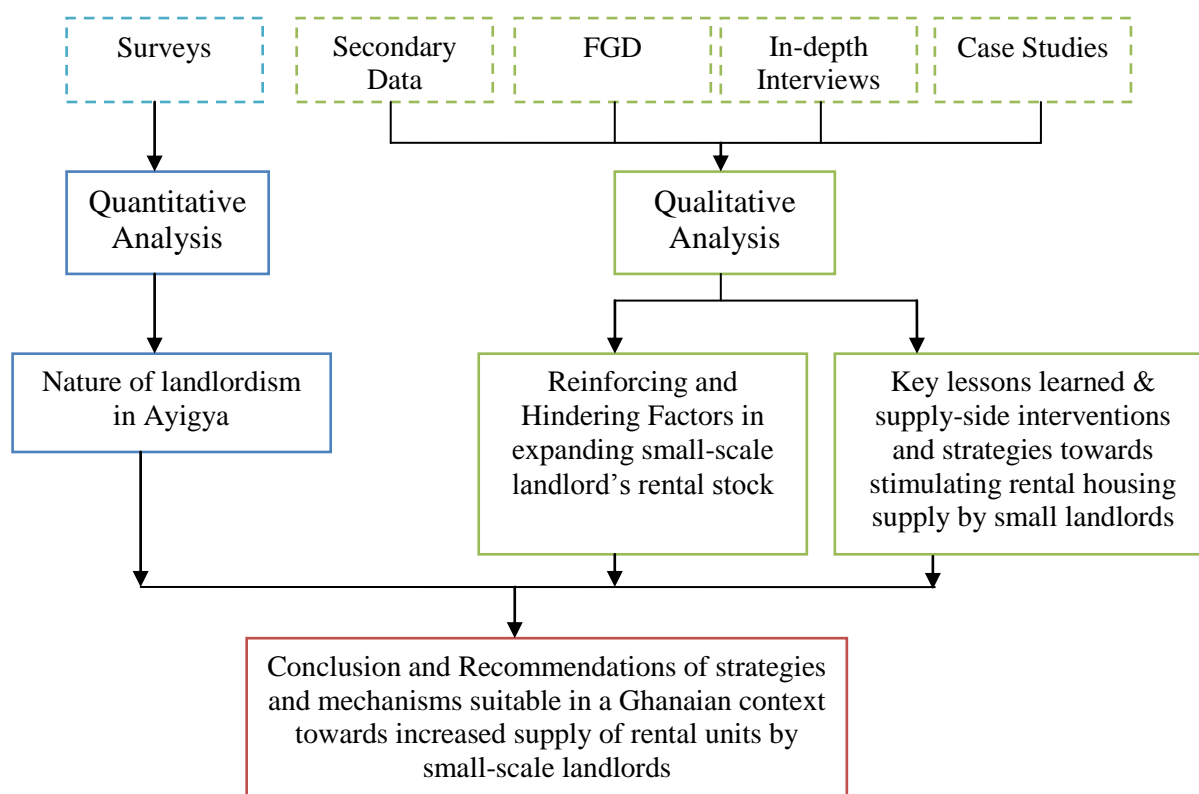 Surveys
Secondary
Data
FGD
In-depth
Interviews
Case Studies
Quantitative
Analysis
Qualitative
Analysis
Nature of landlordism
in Ayigya
Reinforcing and
Hindering Factors in
expanding small-scale
landlord's rental stock
Key lessons learned &
supply-side interventions
and strategies towards
stimulating rental housing
supply by small landlords
Conclusion and Recommendations of strategies
and mechanisms suitable in a Ghanaian context
towards increased supply of rental units by
small-scale landlords